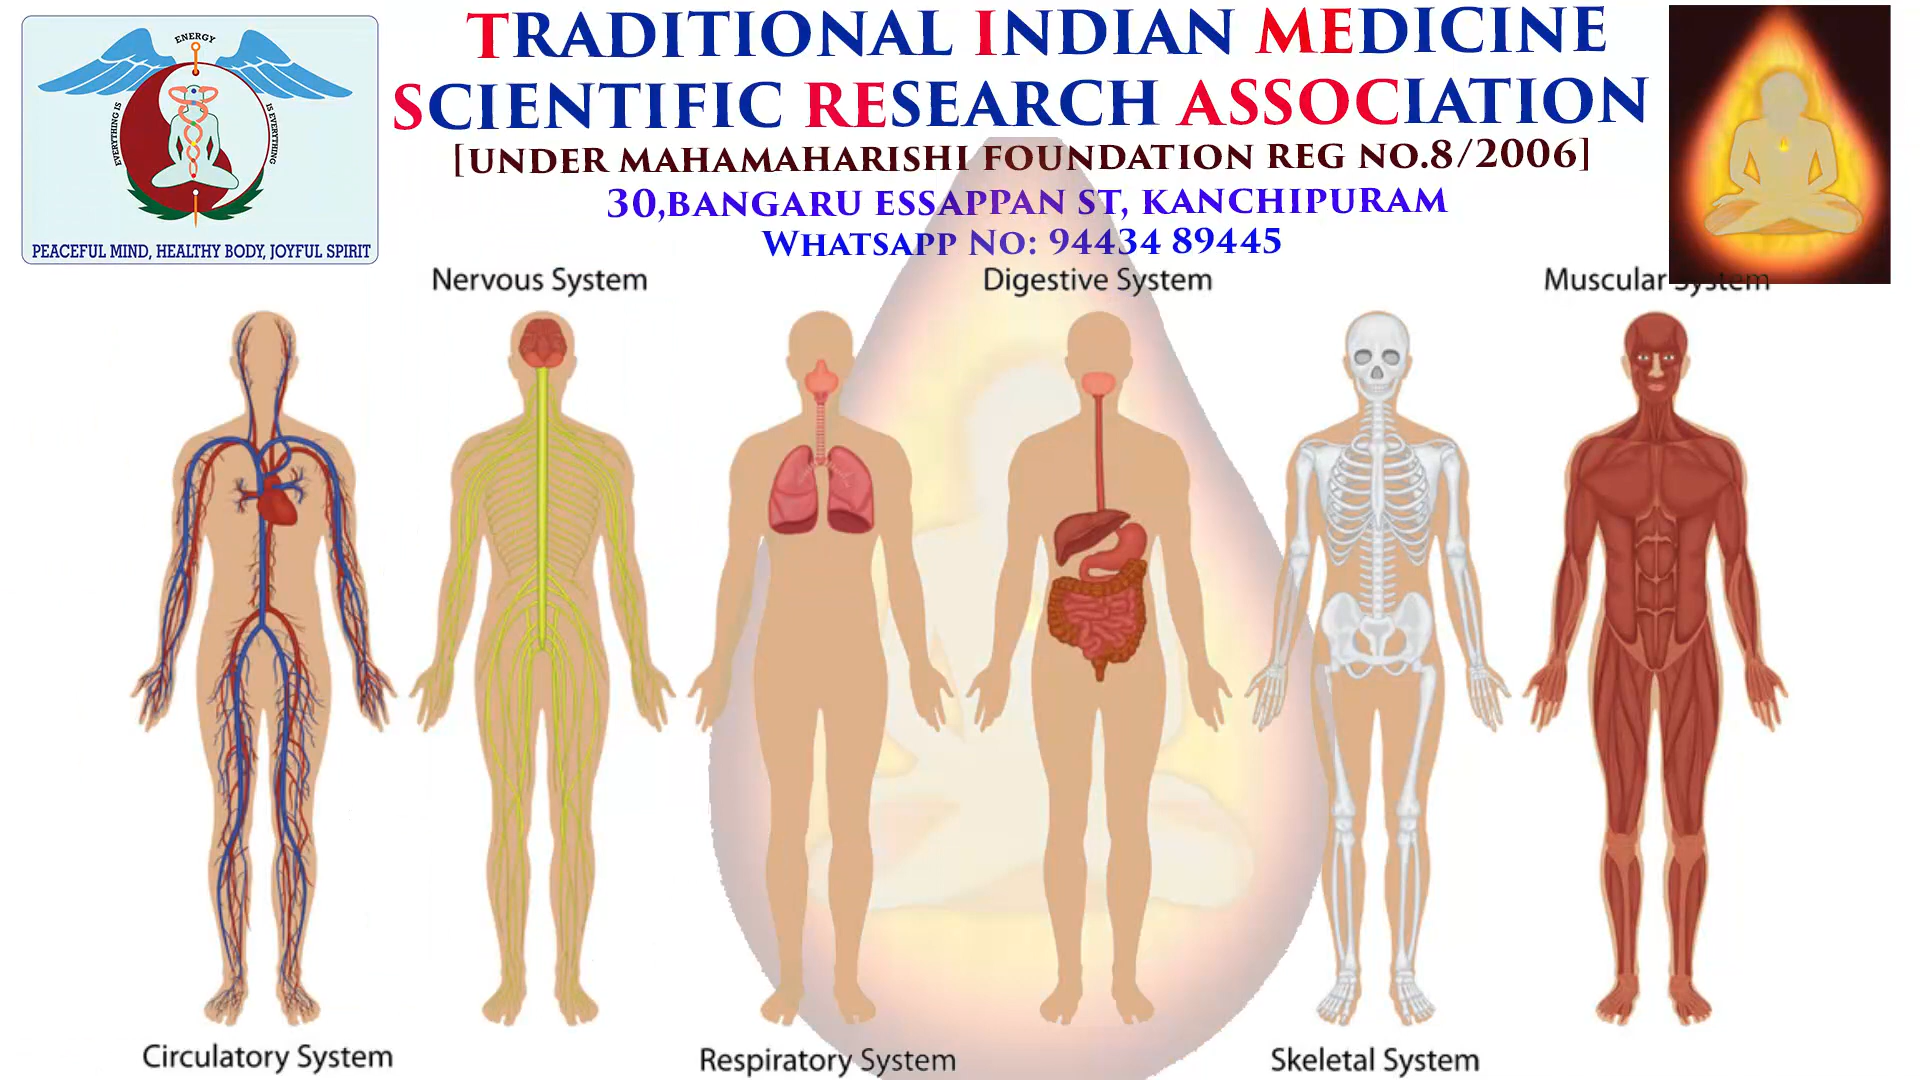 ENERGY
EVERYTHING IS
IS EVERYTHING
PEACEFUL MIND, HEALTHY BODY, JOYFUL SPIRIT
TRADITIONAL INDIAN MEDICINE
SCIENTIFIC RESEARCH ASSOCIATION
[UNDER MAHAMAHARISHI FOUNDATION REG NO.8/2006]
30,BANGARU ESSAPPAN ST, KANCHIPURAM
WHATSAPP NO: 94434 89445
Nervous System
Digestive System
Muscular System
Circulatory System
Respiratory System
Skeletal System